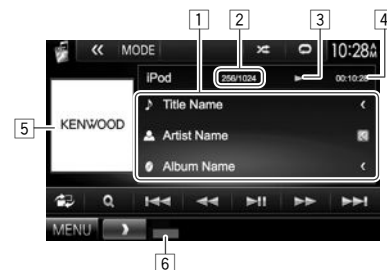 1 2 3 4
MODE 10:28
iPod 256/1024 00:10:28
Title Name
5 KENWOOD
Artist Name
Album Name
MENU
6